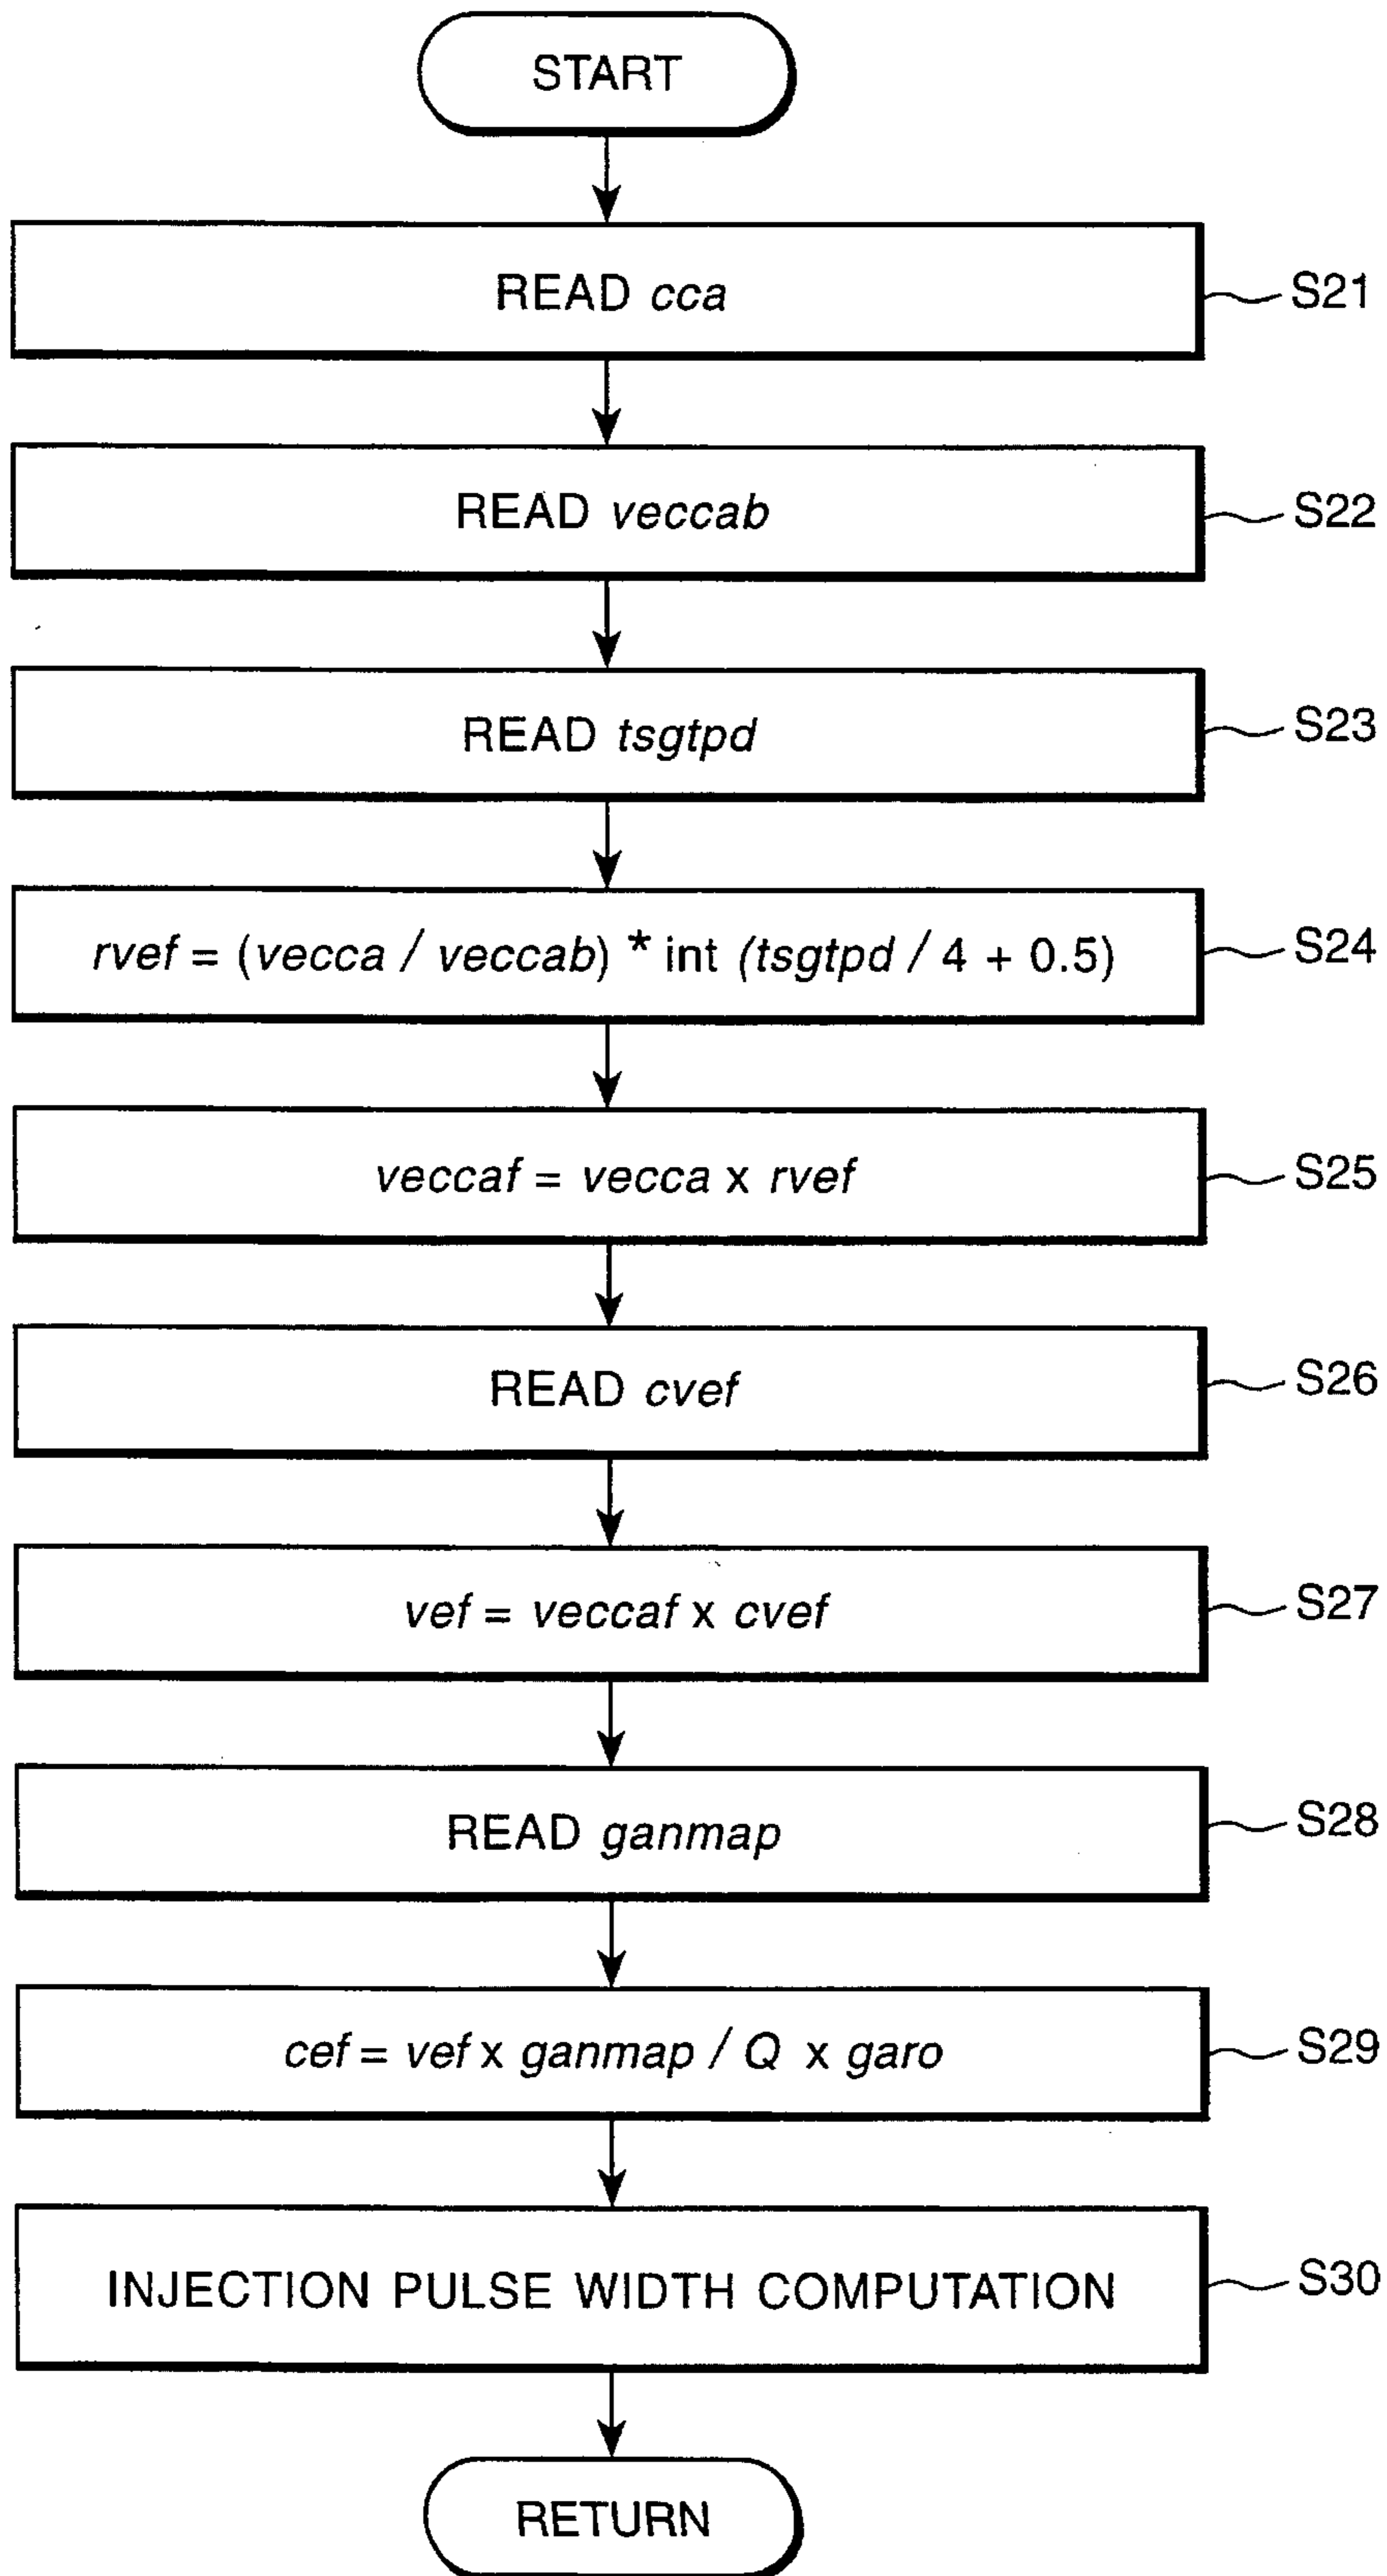 START
READ cca S21
READ veccab S22
READ tsgtpd S23
rvef = (vecca / veccab) * int (tsgtpd / 4 + 0.5) S24
veccaf = vecca x rvef S25
READ cvef S26
vef = veccaf x cvef S27
READ ganmap S28
cef = vef x ganmap / Q x garo S29
INJECTION PULSE WIDTH COMPUTATION S30
RETURN